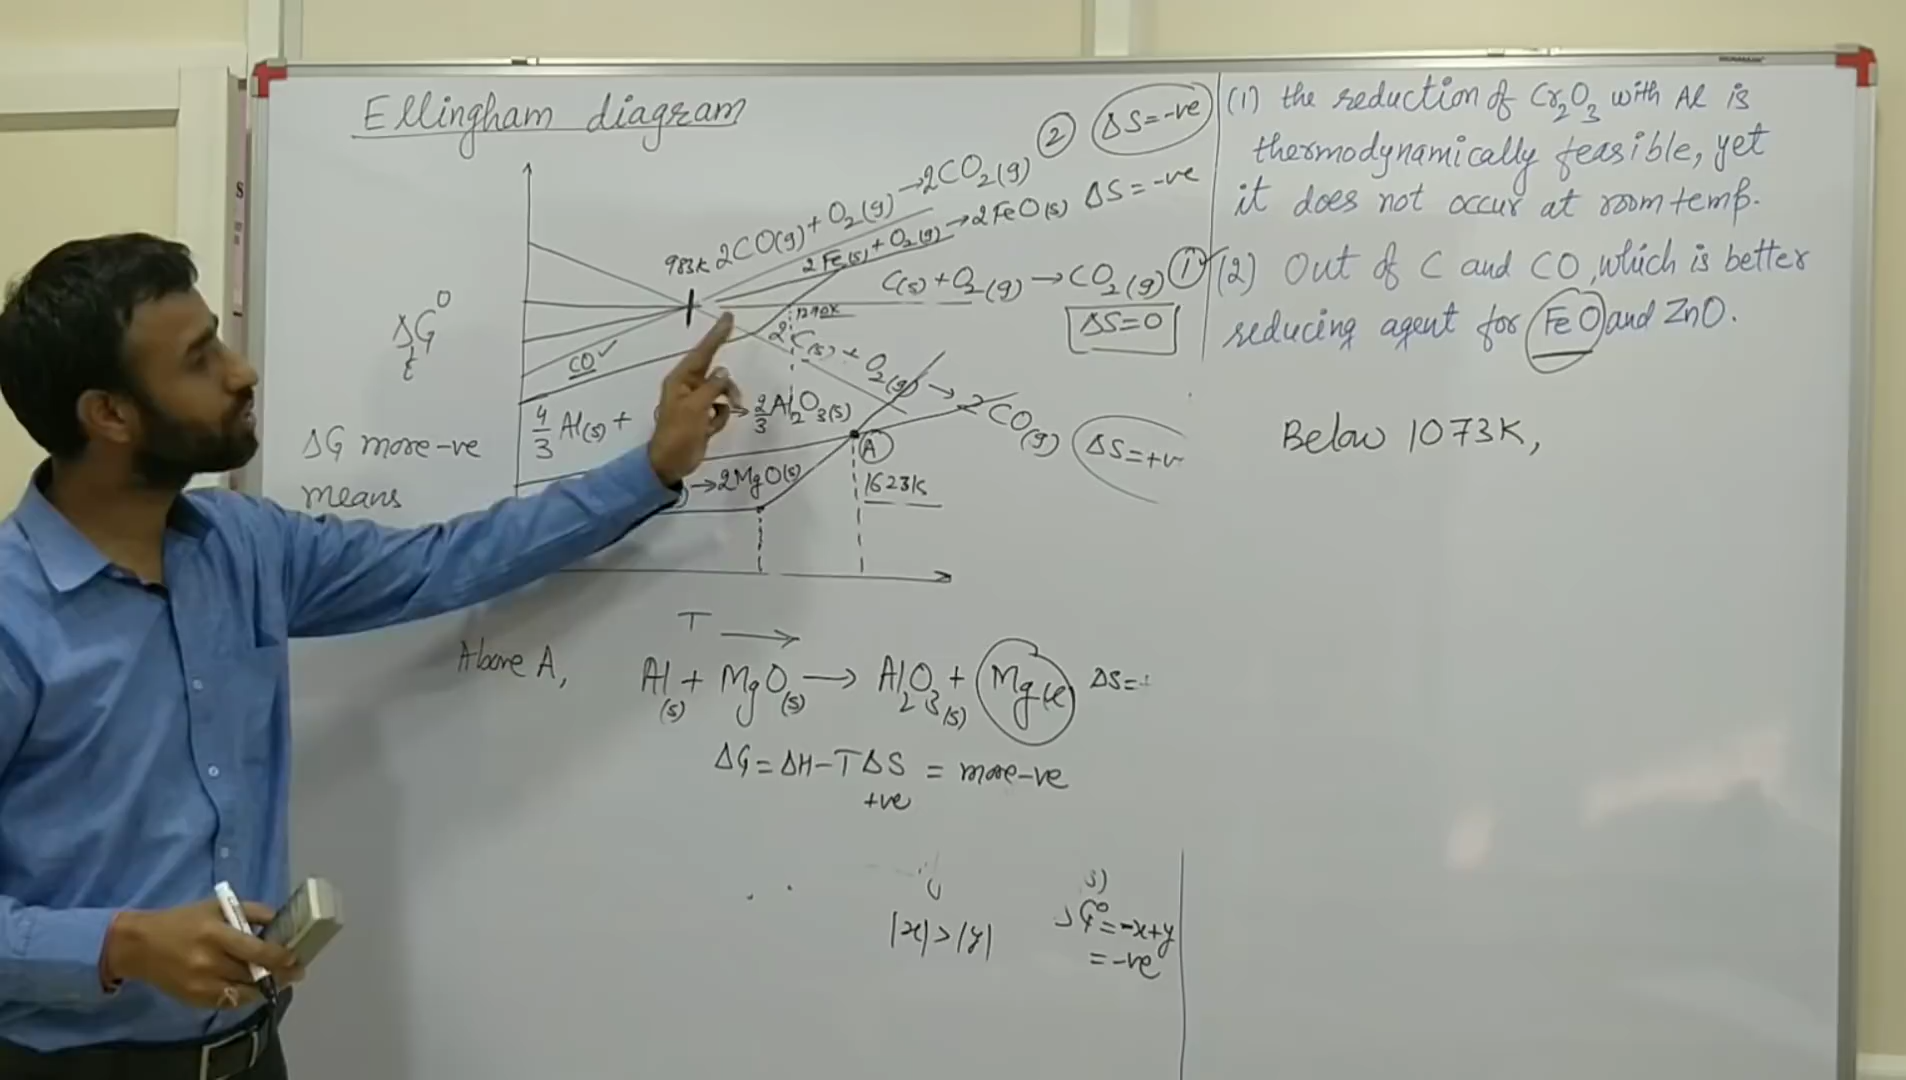 Ellingham diagram
ΔG⁰
f
983K
2CO(g) + O₂(g) → 2CO₂(g) ② ΔS=-ve
2Fe(s) + O₂(g) → 2FeO(s) ΔS=-ve
C(s) + O₂(g) → CO₂(g) ①
ΔS=0
2C(s) + O₂(g) → 2CO(g) ΔS=+v
CO ✓
4/3 Al(s) + → 2/3 Al₂O₃(s)
→ 2MgO(s)
A
1623K
ΔG more-ve
means
T →
Above A, Al(s) + MgO(s) → Al₂O₃(s) + Mg(l) ΔS=+
ΔG = ΔH - TΔS = more-ve
+ve
|x| > |y|
s)
G⁰ = -x+y
= -ve
(1) the reduction of Cr₂O₃ with Al is
thermodynamically feasible, yet
it does not occur at room temp.
(2) Out of C and CO, which is better
reducing agent for FeO and ZnO.
Below 1073K,